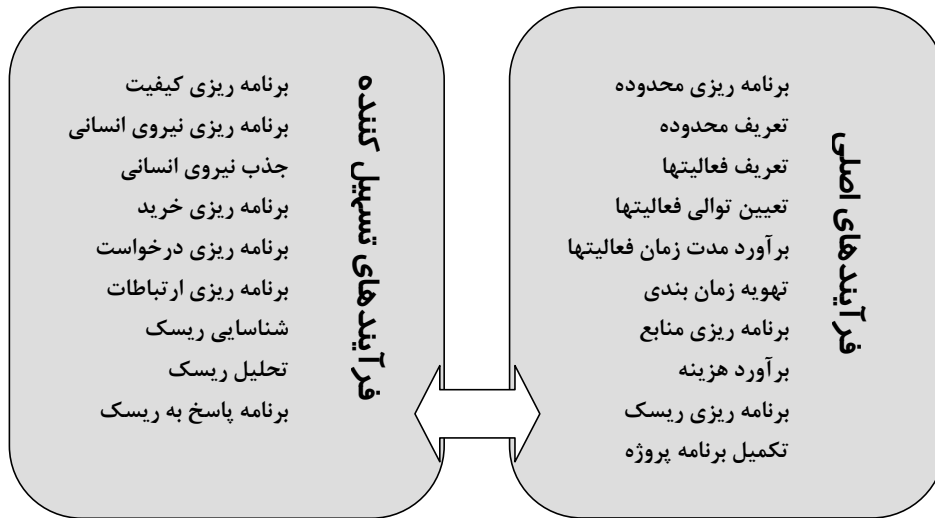 فرآیندهای اصلی
برنامه ریزی محدوده
تعریف محدوده
تعریف فعالیتها
تعیین توالی فعالیتها
برآورد مدت زمان فعالیتها
تهویه زمان بندی
برنامه ریزی منابع
برآورد هزینه
برنامه ریزی ریسک
تکمیل برنامه پروژه
فرآیندهای تسهیل کننده
برنامه ریزی کیفیت
برنامه ریزی نیروی انسانی
جذب نیروی انسانی
برنامه ریزی خرید
برنامه ریزی درخواست
برنامه ریزی ارتباطات
شناسایی ریسک
تحلیل ریسک
برنامه پاسخ به ریسک